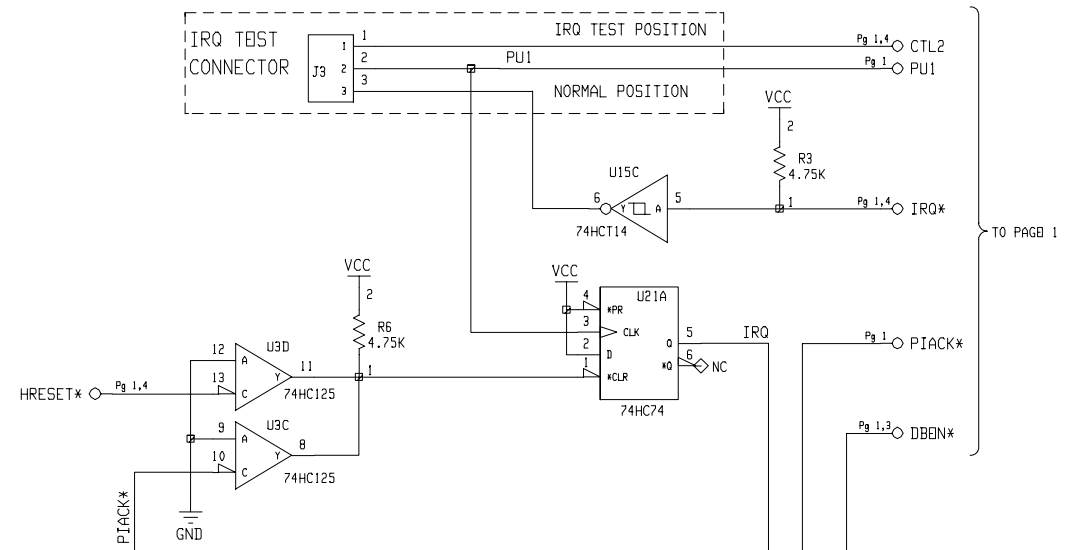 IRQ TEST CONNECTOR
J3
1
2
3
1
2
3
IRQ TEST POSITION
PU1
NORMAL POSITION
Pg 1,4
CTL2
Pg 1
PU1
VCC
2
R3
4.75K
1
U15C
6
Y
A
5
74HCT14
Pg 1,4
IRQ*
TO PAGE 1
VCC
2
R6
4.75K
1
VCC
U21A
4
*PR
3
CLK
2
D
1
*CLR
Q
5
*Q
6
NC
74HC74
IRQ
Pg 1
PIACK*
Pg 1,3
DBEN*
HRESET*
Pg 1,4
12
A
U3D
Y
11
13
C
74HC125
9
A
U3C
Y
8
10
C
74HC125
PIACK*
GND